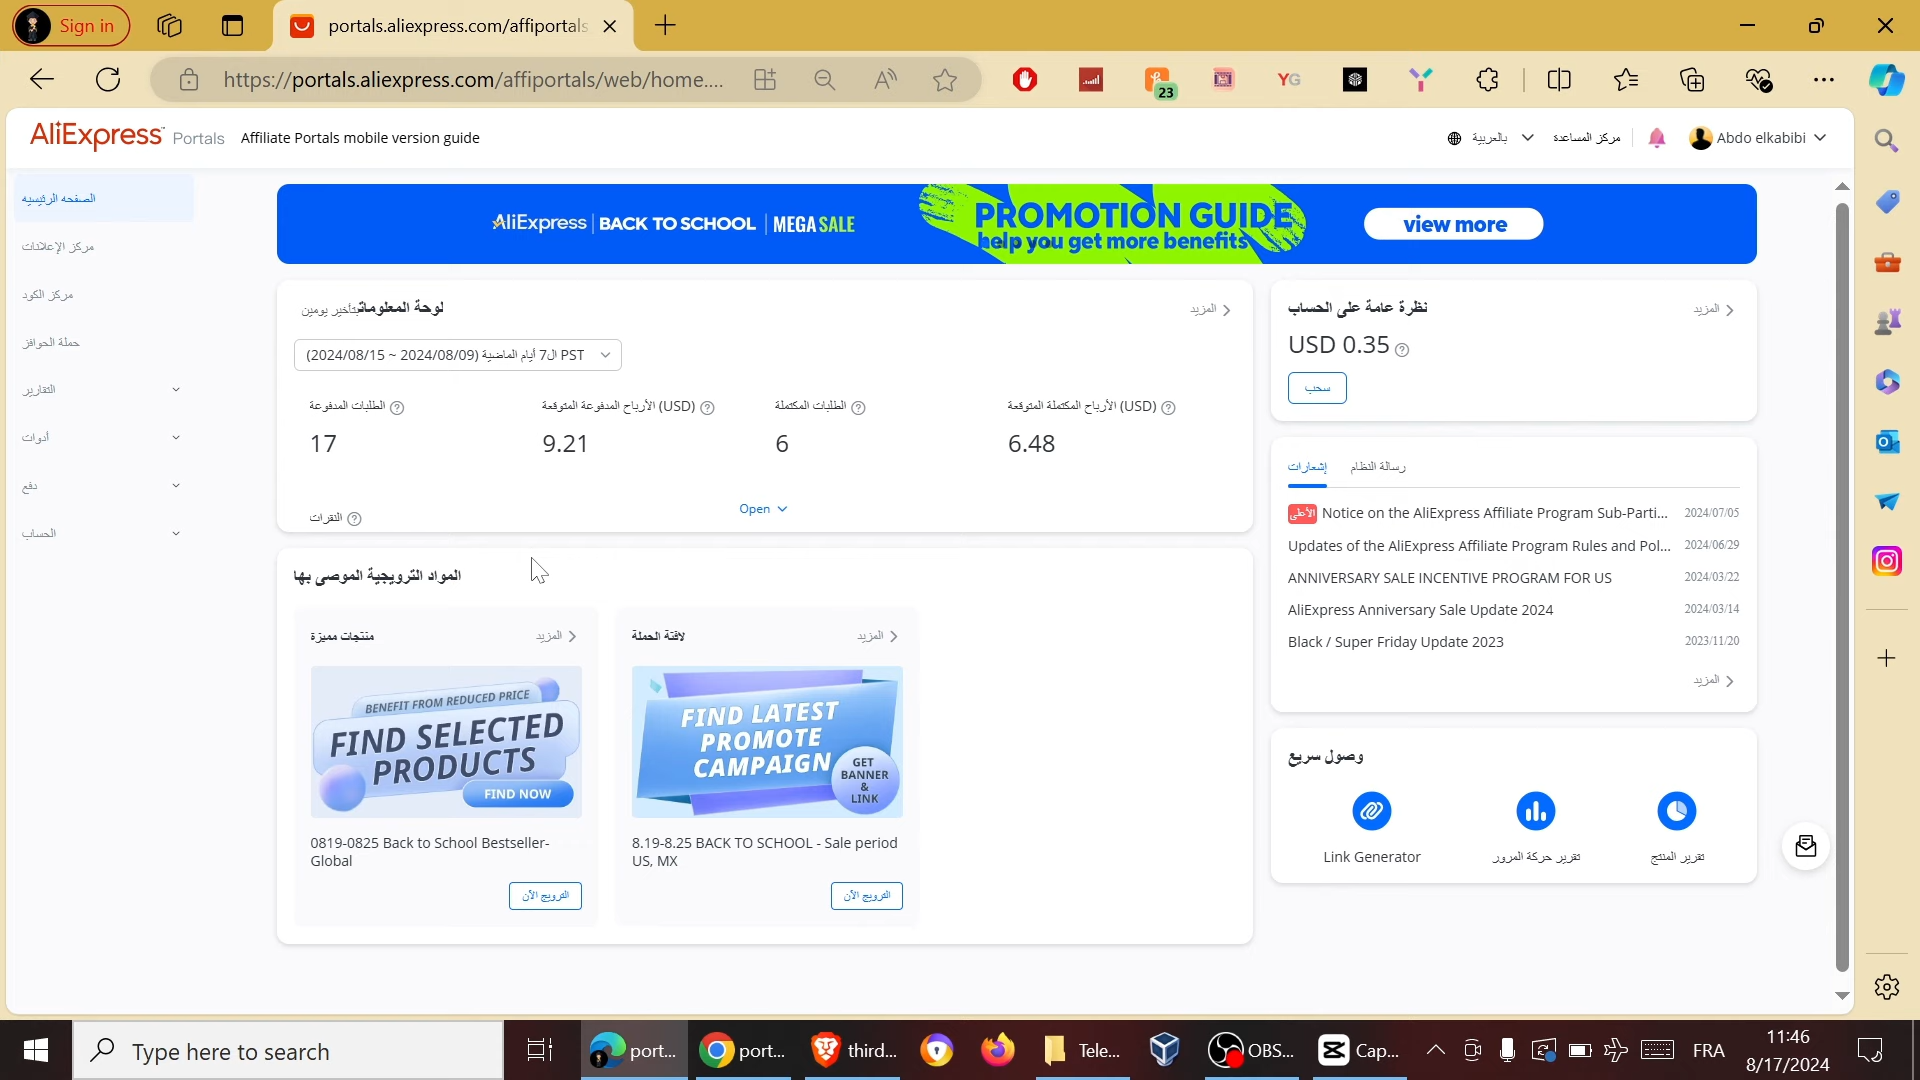 Sign in
portals.aliexpress.com/affiportals
https://portals.aliexpress.com/affiportals/web/home....
23
YG
AliExpress Portals
Affiliate Portals mobile version guide
بالعربية
مركز المساعدة
Abdo elkabibi
الصفحه الرئيسيه
مركز الإعلانات
مركز الكود
حملة الحوافز
التقارير
أدوات
دفع
الحساب
AliExpress | BACK TO SCHOOL | MEGA SALE
PROMOTION GUIDE
help you get more benefits
view more
لوحة المعلومات
بتأخير يومين
المزيد
(2024/08/15 ~ 2024/08/09) ال7 أيام الماضية PST
الطلبات المدفوعة
17
الأرباح المدفوعة المتوقعة (USD)
9.21
الطلبات المكتملة
6
الأرباح المكتملة المتوقعة (USD)
6.48
النقرات
Open
المواد الترويجية الموصى بها
منتجات مميزة
المزيد
BENEFIT FROM REDUCED PRICE
FIND SELECTED
PRODUCTS
FIND NOW
0819-0825 Back to School Bestseller-
Global
الترويج الآن
لافتة الحملة
المزيد
FIND LATEST
PROMOTE
CAMPAIGN
GET
BANNER
&
LINK
8.19-8.25 BACK TO SCHOOL - Sale period
US, MX
الترويج الآن
نظرة عامة على الحساب
المزيد
USD 0.35
سحب
إشعارات
رسالة النظام
الأعلى Notice on the AliExpress Affiliate Program Sub-Parti... 2024/07/05
Updates of the AliExpress Affiliate Program Rules and Pol... 2024/06/29
ANNIVERSARY SALE INCENTIVE PROGRAM FOR US 2024/03/22
AliExpress Anniversary Sale Update 2024 2024/03/14
Black / Super Friday Update 2023 2023/11/20
المزيد
وصول سريع
Link Generator
تقرير حركة المرور
تقرير المنتج
Type here to search
port...
port...
third...
Tele...
OBS...
Cap...
FRA
11:46
8/17/2024